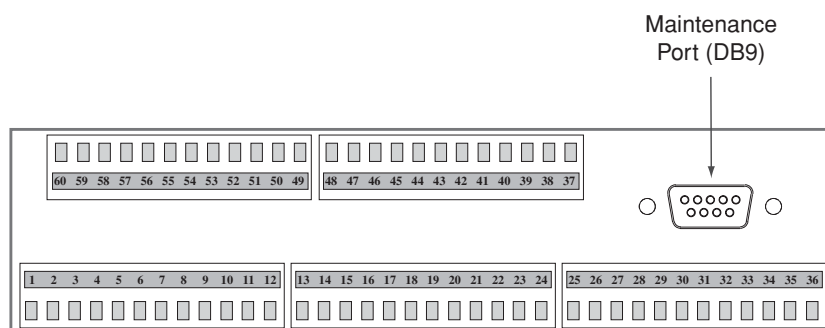 Maintenance
Port (DB9)
60 59 58 57 56 55 54 53 52 51 50 49
48 47 46 45 44 43 42 41 40 39 38 37
1 2 3 4 5 6 7 8 9 10 11 12
13 14 15 16 17 18 19 20 21 22 23 24
25 26 27 28 29 30 31 32 33 34 35 36